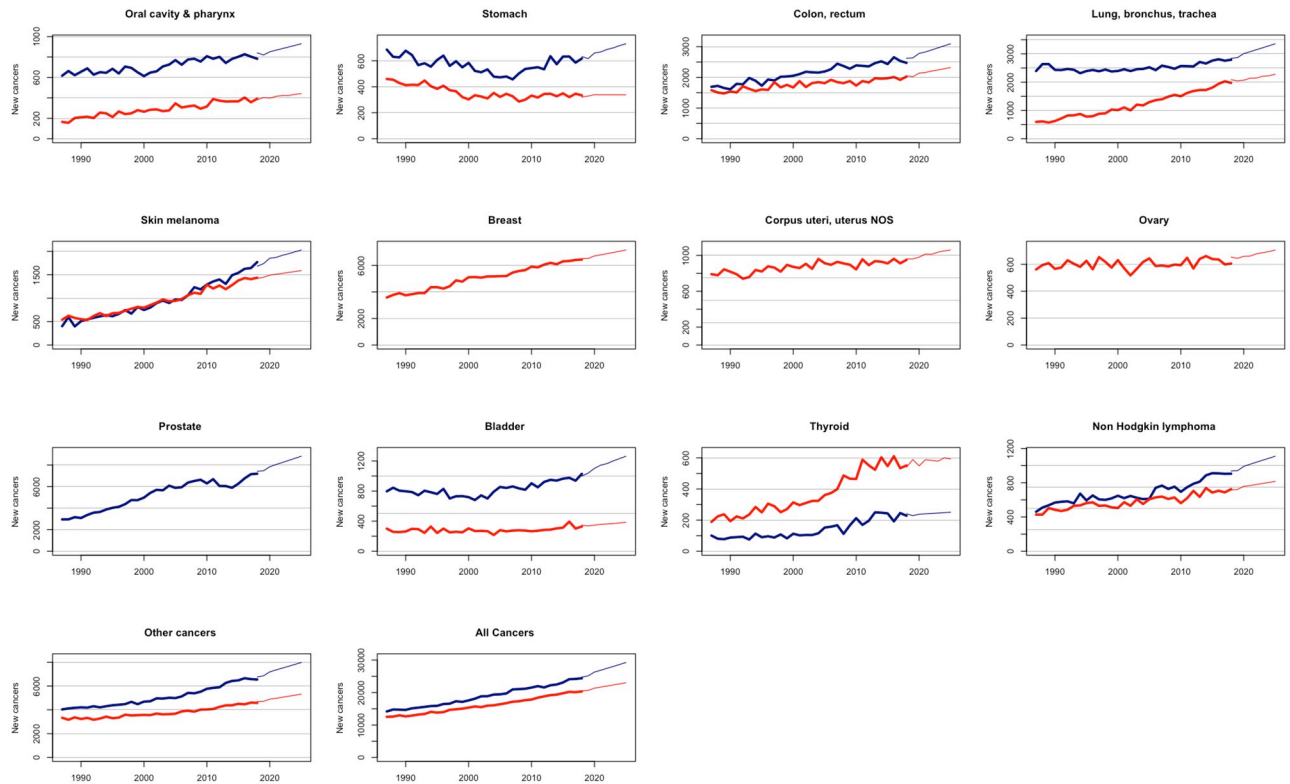 Oral cavity & pharynx
New cancers
1000
600
200
0
1990 2000 2010 2020
Stomach
New cancers
600
400
200
0
1990 2000 2010 2020
Colon, rectum
New cancers
3000
2000
1000
0
1990 2000 2010 2020
Lung, bronchus, trachea
New cancers
3000
2000
1000
0
1990 2000 2010 2020
Skin melanoma
New cancers
1500
500
0
1990 2000 2010 2020
Breast
New cancers
6000
2000
0
1990 2000 2010 2020
Corpus uteri, uterus NOS
New cancers
1000
600
200
0
1990 2000 2010 2020
Ovary
New cancers
600
400
200
0
1990 2000 2010 2020
Prostate
New cancers
6000
2000
0
1990 2000 2010 2020
Bladder
New cancers
1200
800
400
0
1990 2000 2010 2020
Thyroid
New cancers
600
400
200
0
1990 2000 2010 2020
Non Hodgkin lymphoma
New cancers
1200
800
400
0
1990 2000 2010 2020
Other cancers
New cancers
6000
2000
0
1990 2000 2010 2020
All Cancers
New cancers
30000
20000
10000
0
1990 2000 2010 2020